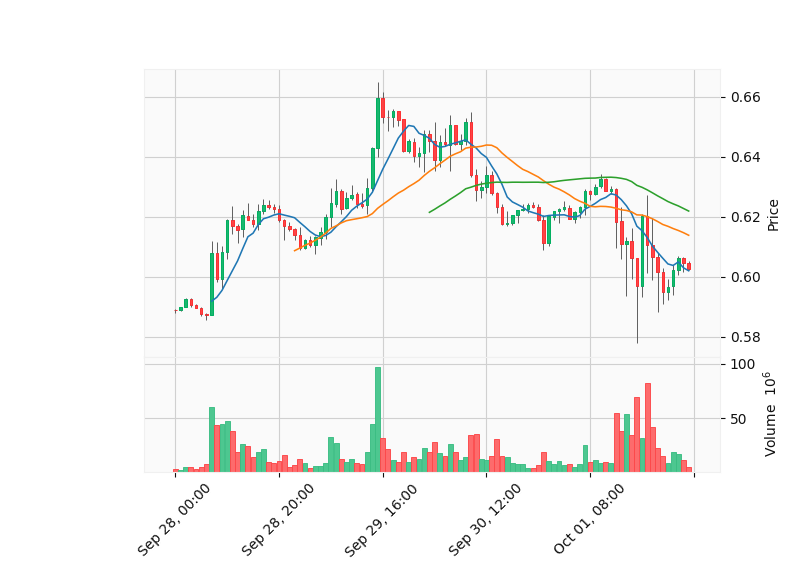 0.66
0.64
0.62
0.60
0.58
Price
100
50
Volume 10^6
Sep 28, 00:00
Sep 28, 20:00
Sep 29, 16:00
Sep 30, 12:00
Oct 01, 08:00